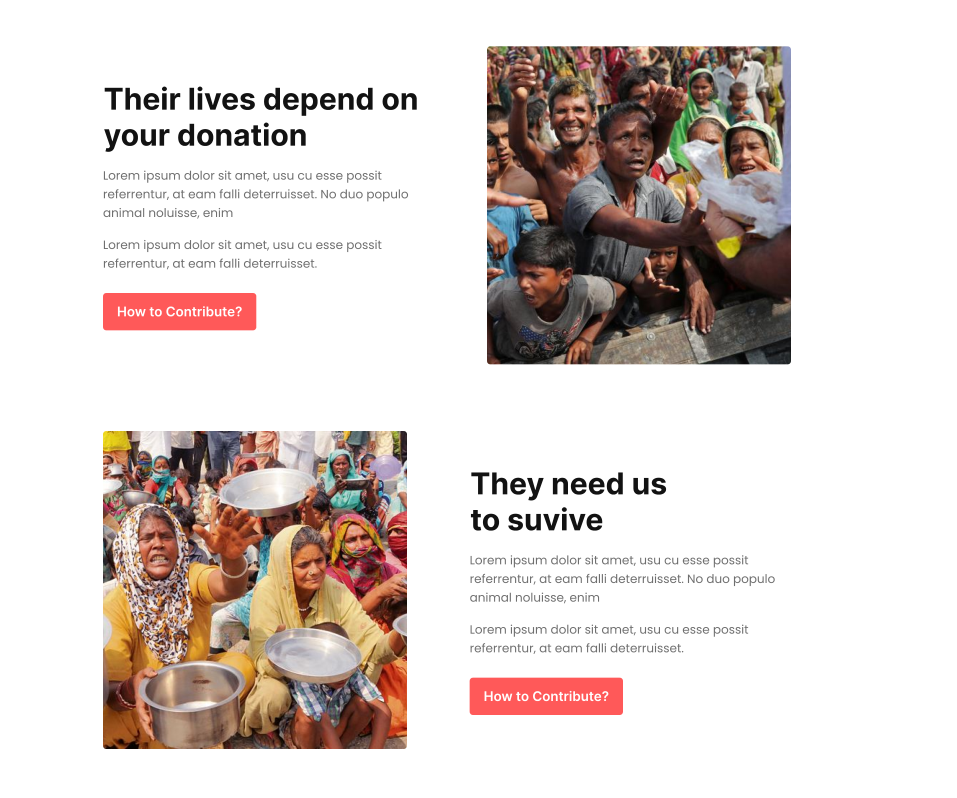 Their lives depend on
your donation
Lorem ipsum dolor sit amet, usu cu esse possit
referrentur, at eam falli deterruisset. No duo populo
animal noluisse, enim
Lorem ipsum dolor sit amet, usu cu esse possit
referrentur, at eam falli deterruisset.
How to Contribute?
They need us
to suvive
Lorem ipsum dolor sit amet, usu cu esse possit
referrentur, at eam falli deterruisset. No duo populo
animal noluisse, enim
Lorem ipsum dolor sit amet, usu cu esse possit
referrentur, at eam falli deterruisset.
How to Contribute?